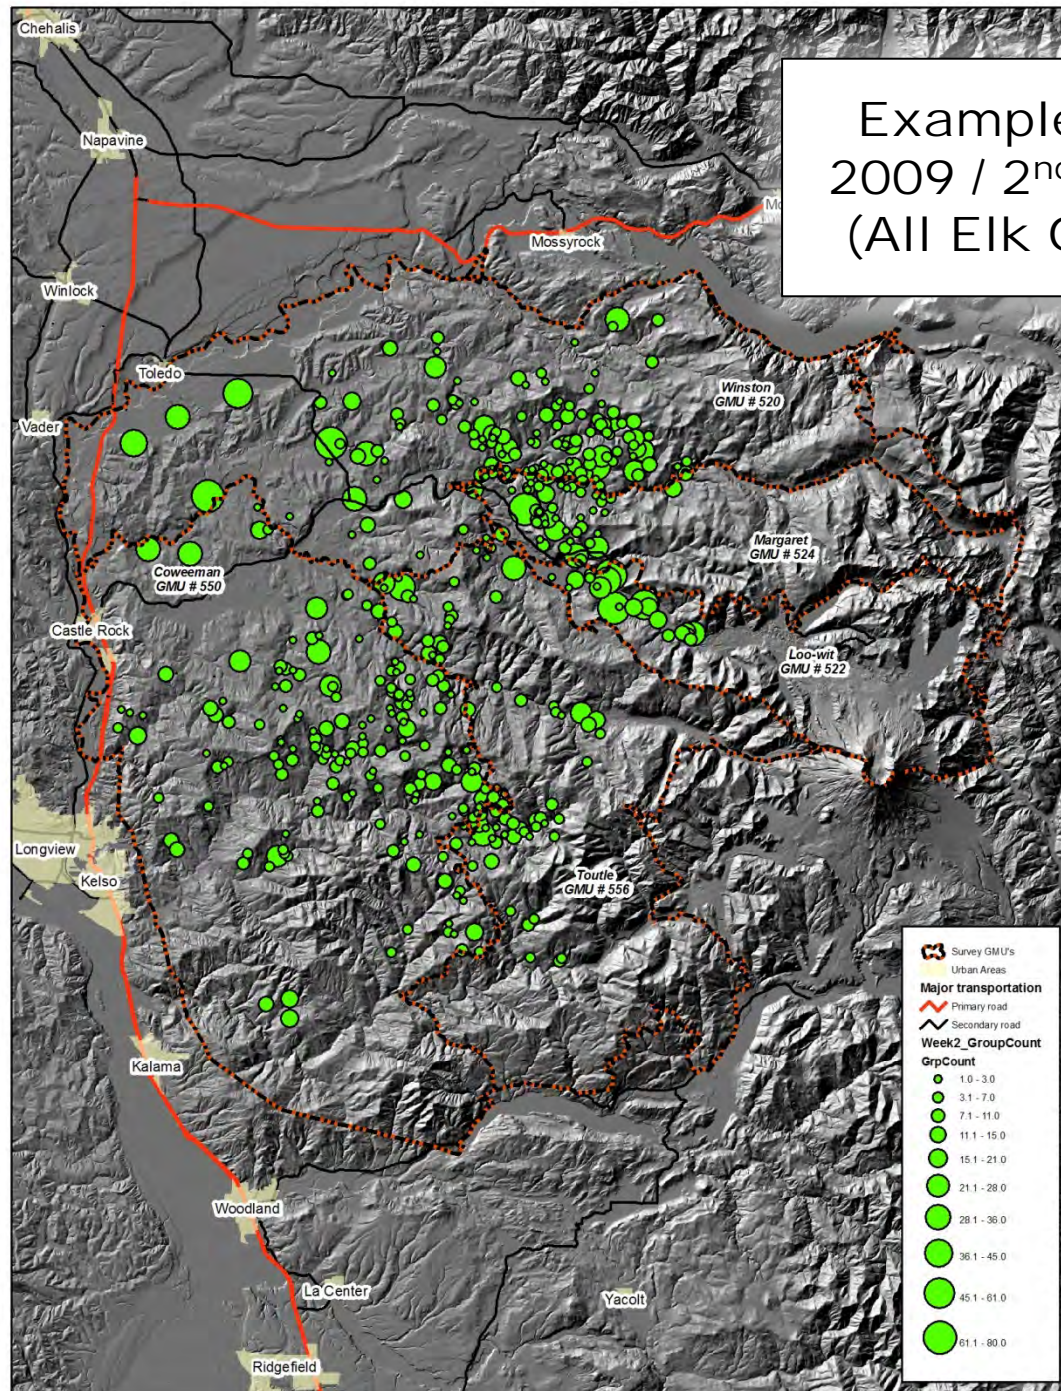 Chehalis
Example
2009 / 2nd
(All Elk
Napavine
Mossyrock
Winlock
Toledo
Vader
Winston
GMU # 520
Margaret
GMU # 524
Coweeman
GMU # 550
Castle Rock
Loo-wit
GMU # 522
Longview
Kelso
Toutle
GMU # 556
Kalama
Woodland
La Center
Yacolt
Ridgefield
Survey GMU's
Urban Areas
Major transportation
Primary road
Secondary road
Week2_GroupCount
GrpCount
1.0 - 3.0
3.1 - 7.0
7.1 - 11.0
11.1 - 15.0
15.1 - 21.0
21.1 - 28.0
28.1 - 36.0
36.1 - 45.0
45.1 - 61.0
61.1 - 80.0